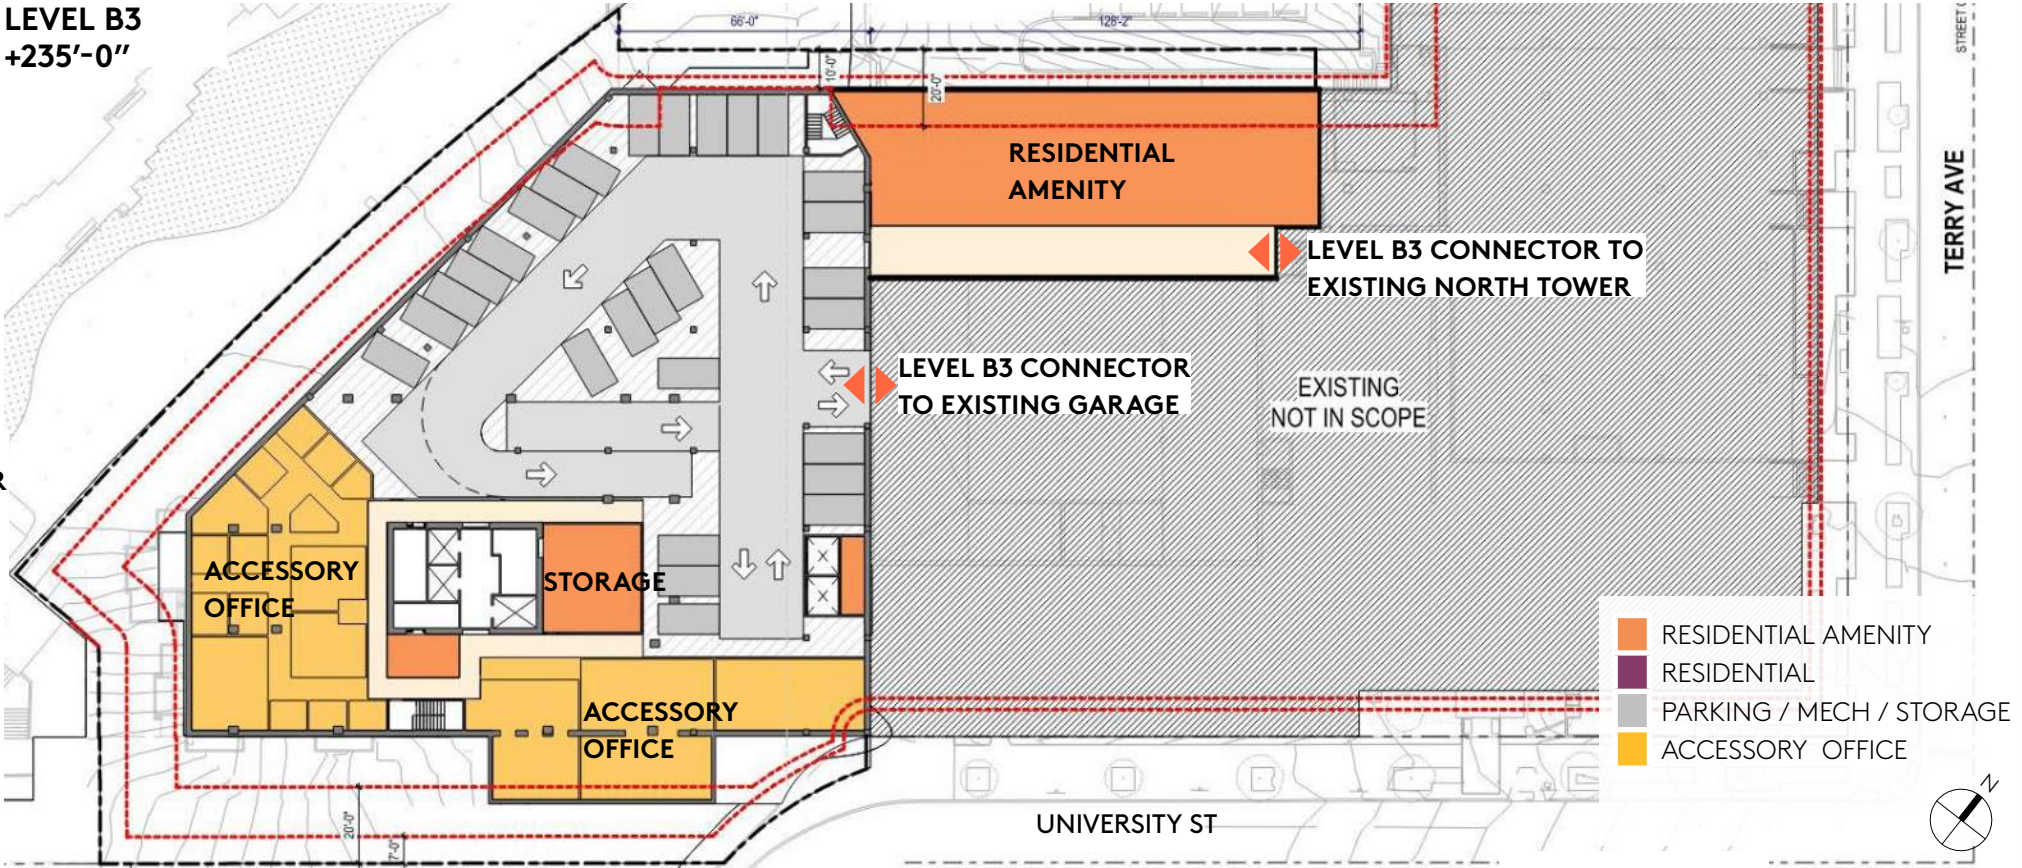 LEVEL B3
+235'-0"
66'-0"
128'-2"
10'-0"
20'-0"
TERRY AVE
RESIDENTIAL
AMENITY
LEVEL B3 CONNECTOR TO
EXISTING NORTH TOWER
LEVEL B3 CONNECTOR
TO EXISTING GARAGE
EXISTING
NOT IN SCOPE
R
ACCESSORY
OFFICE
STORAGE
ACCESSORY
OFFICE
RESIDENTIAL AMENITY
RESIDENTIAL
PARKING / MECH / STORAGE
ACCESSORY OFFICE
20'-0"
7'-0"
UNIVERSITY ST
N